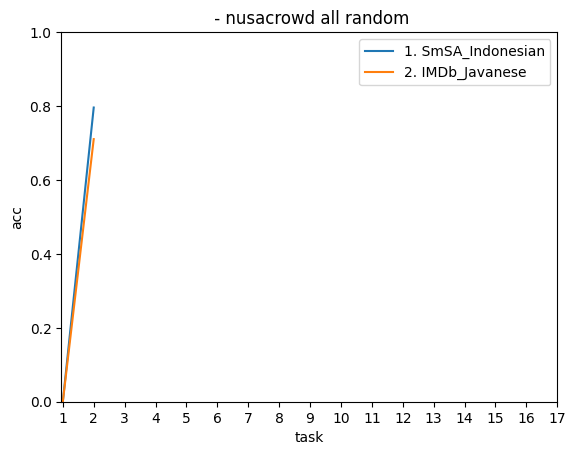 - nusacrowd all random
1. SmSA_Indonesian
2. IMDb_Javanese
1.0
0.8
0.6
0.4
0.2
0.0
acc
1 2 3 4 5 6 7 8 9 10 11 12 13 14 15 16 17
task